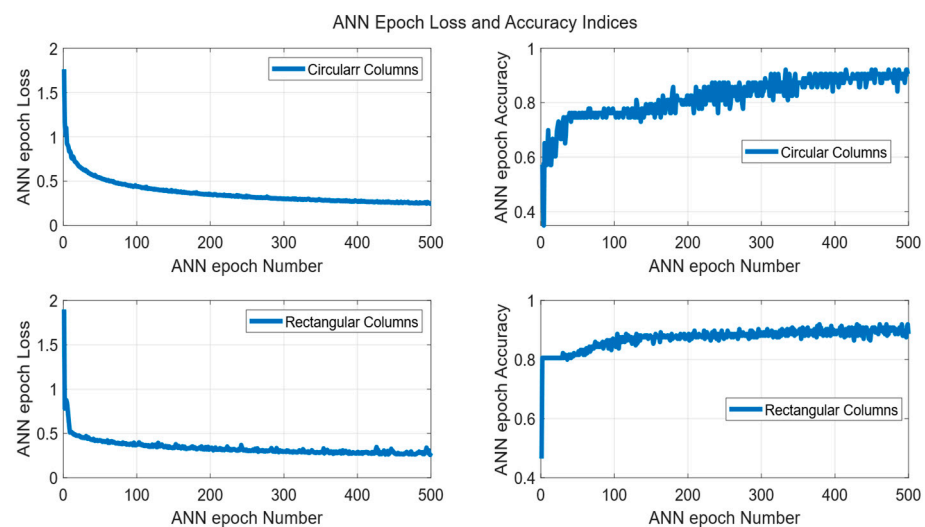 ANN Epoch Loss and Accuracy Indices
ANN epoch Loss
2
1.5
1
0.5
0
Circularr Columns
0 100 200 300 400 500
ANN epoch Number
ANN epoch Accuracy
1
0.8
0.6
0.4
Circular Columns
0 100 200 300 400 500
ANN epoch Number
ANN epoch Loss
2
1.5
1
0.5
0
Rectangular Columns
0 100 200 300 400 500
ANN epoch Number
ANN epoch Accuracy
1
0.8
0.6
0.4
Rectangular Columns
0 100 200 300 400 500
ANN epoch Number